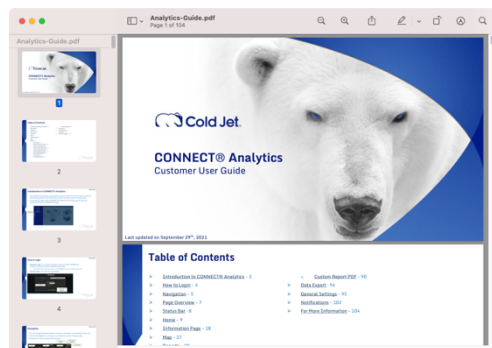 Analytics-Guide.pdf
Page 1 of 104
Analytics-Guide.pdf
1
2
3
4
Cold Jet.
CONNECT® Analytics
Customer User Guide
Last updated on September 29th, 2021
Table of Contents
Introduction to CONNECT® Analytics - 3
How to Login - 4
Navigation - 5
Page Overview - 7
Status Bar - 8
Home - 9
Information Page - 18
Map - 27
Custom Report PDF - 90
Data Export - 94
General Settings - 95
Notifications - 102
For More Information - 104